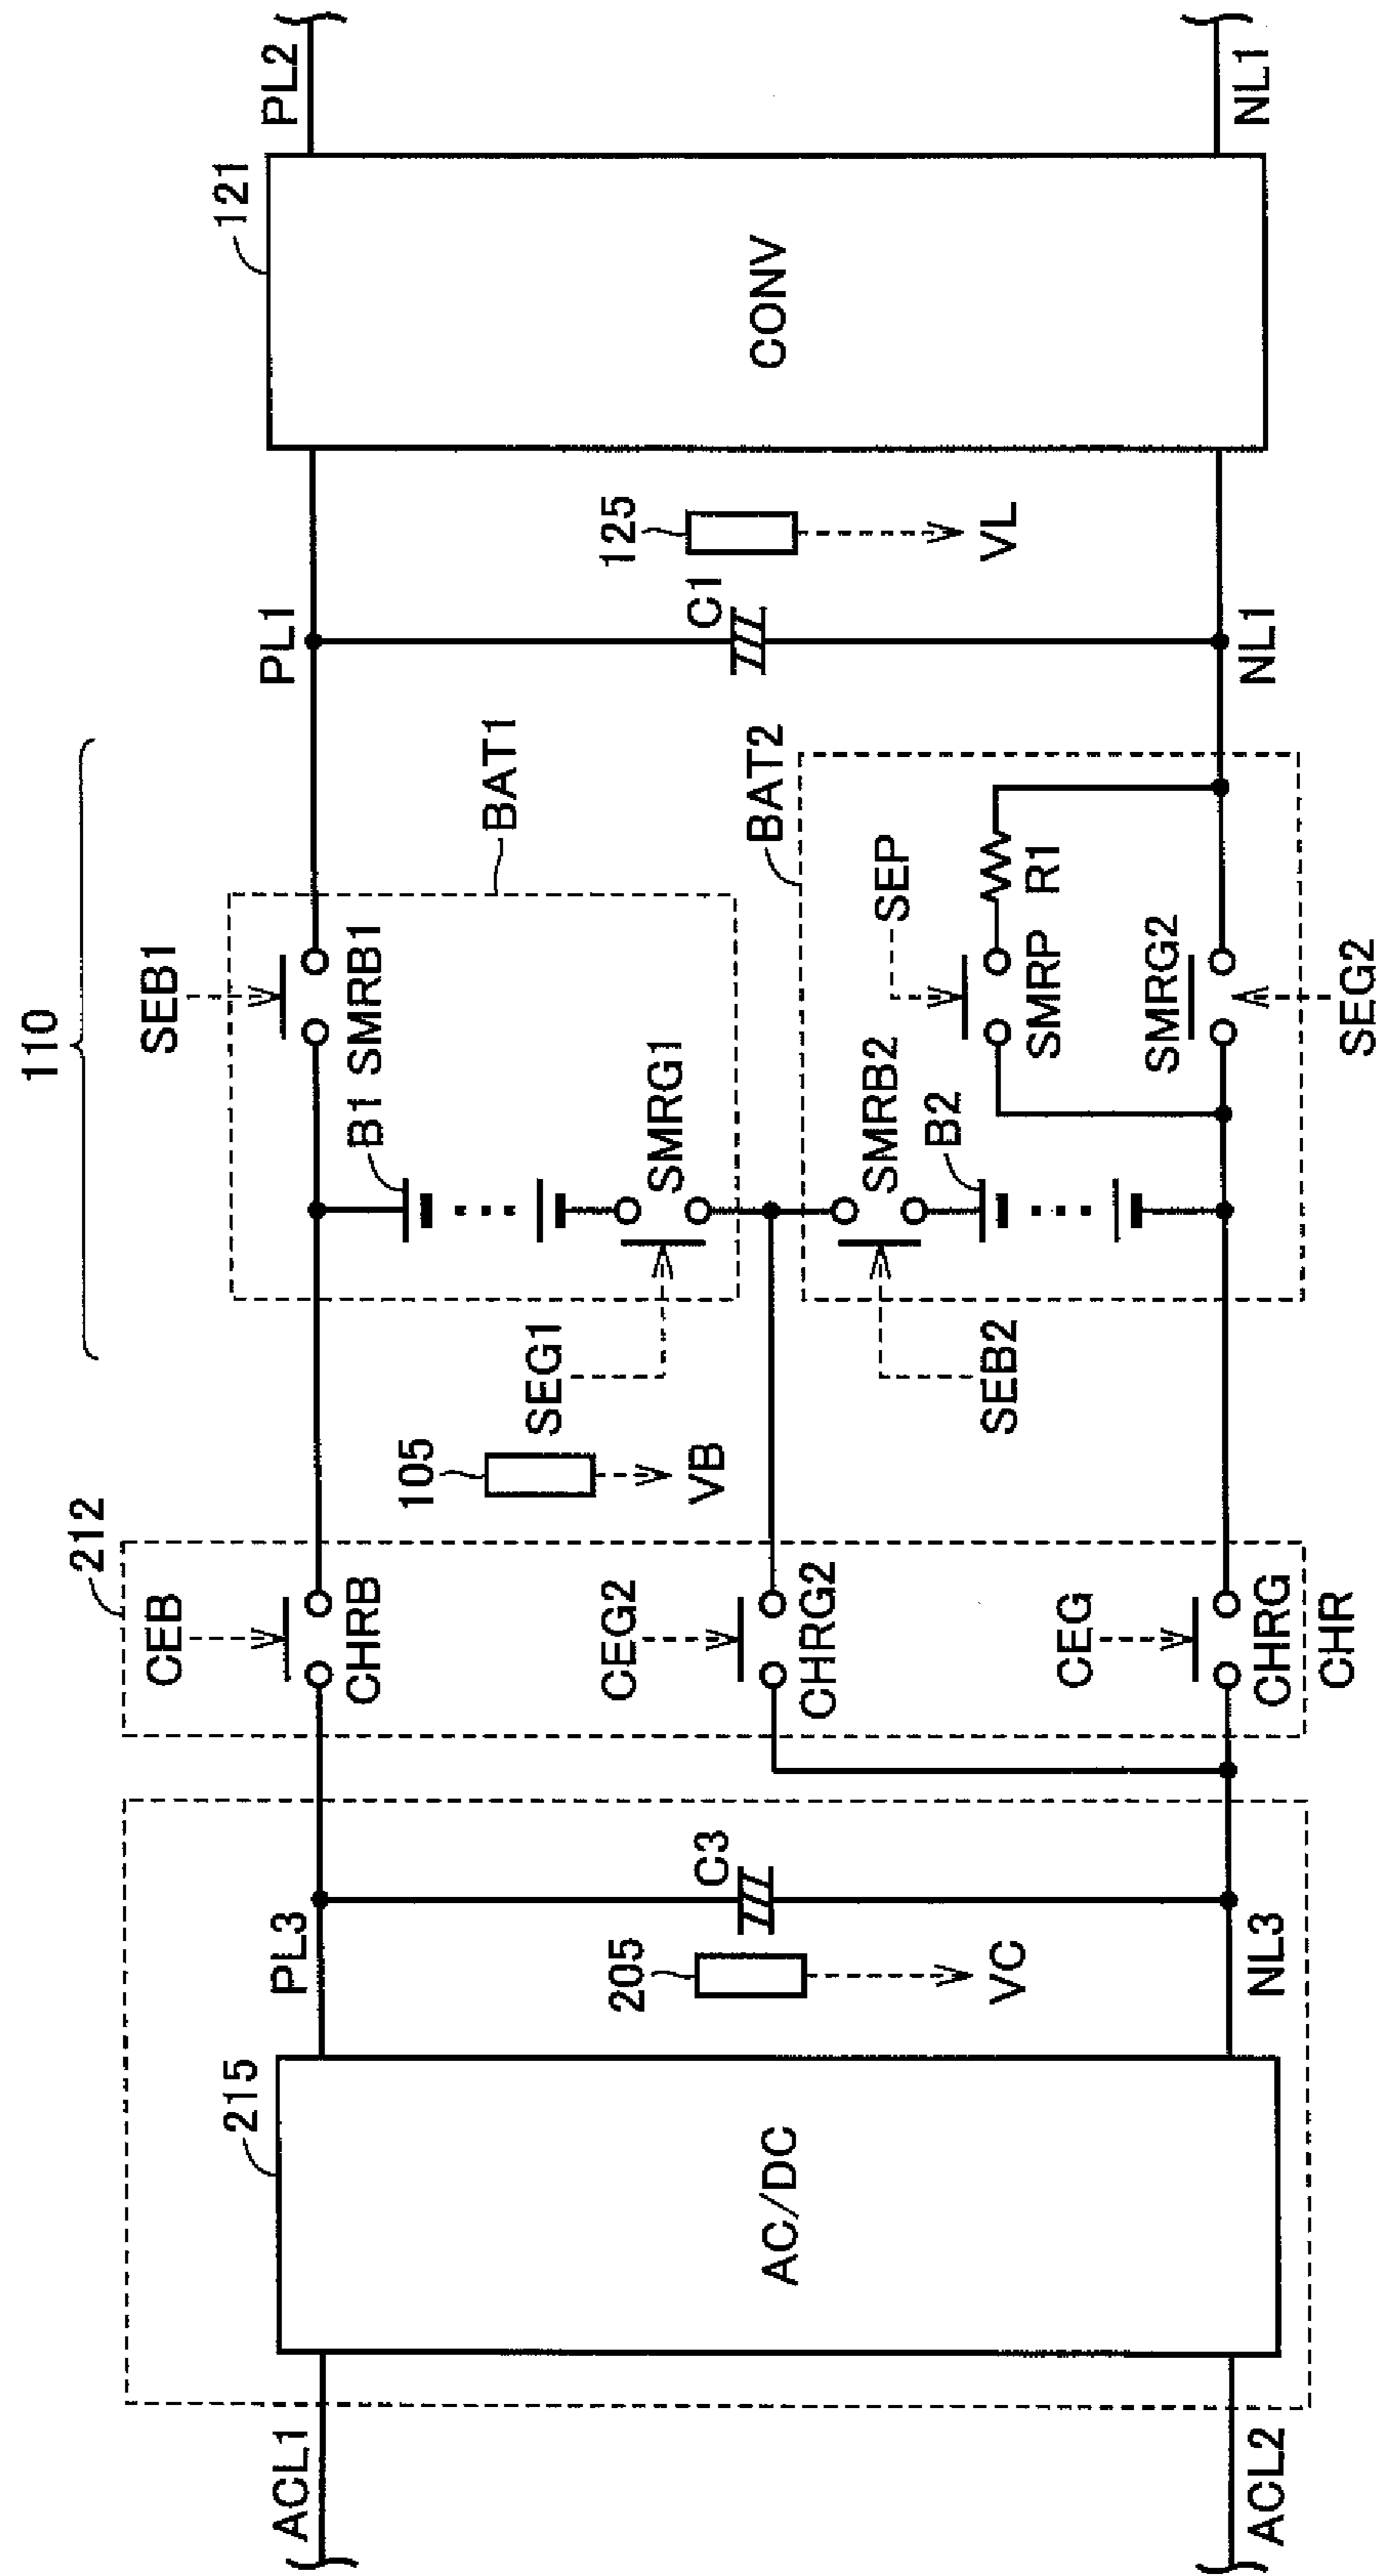 110
212
CEB
SEB1
121
PL2
215
ACL1
PL3
CHRB
B1
SMRB1
PL1
BAT1
105
SEG1
SMRG1
125
VB
205
C3
CEG2
C1
AC/DC
CHRG2
BAT2
CONV
SEB2
SMRB2
SEP
VC
VL
B2
SMRP
R1
CEG
SMRG2
ACL2
NL3
CHRG
NL1
NL1
CHR
SEG2